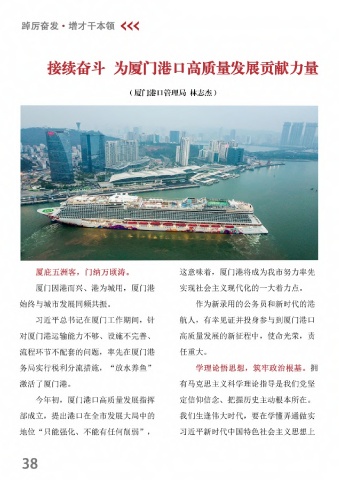 踔厉奋发·增才干本领 <<<
接续奋斗 为厦门港口高质量发展贡献力量
（厦门港口管理局 林志杰）
厦庇五洲客，门纳万顷涛。
厦门因港而兴、港为城用，厦门港
始终与城市发展同频共振。
习近平总书记在厦门工作期间，针
对厦门港运输能力不够、设施不完善、
流程环节不配套的问题，率先在厦门港
务局实行税利分流措施，“放水养鱼”
激活了厦门港。
今年初，厦门港口高质量发展指挥
部成立，提出港口在全市发展大局中的
地位“只能强化、不能有任何削弱”，
这意味着，厦门港将成为我市努力率先
实现社会主义现代化的一大着力点。
作为新录用的公务员和新时代的港
航人，有幸见证并投身参与到厦门港口
高质量发展的新征程中，使命光荣，责
任重大。
学理论悟思想，筑牢政治根基。拥
有马克思主义科学理论指导是我们党坚
定信仰信念、把握历史主动根本所在。
我们生逢伟大时代，要在学懂弄通做实
习近平新时代中国特色社会主义思想上
38